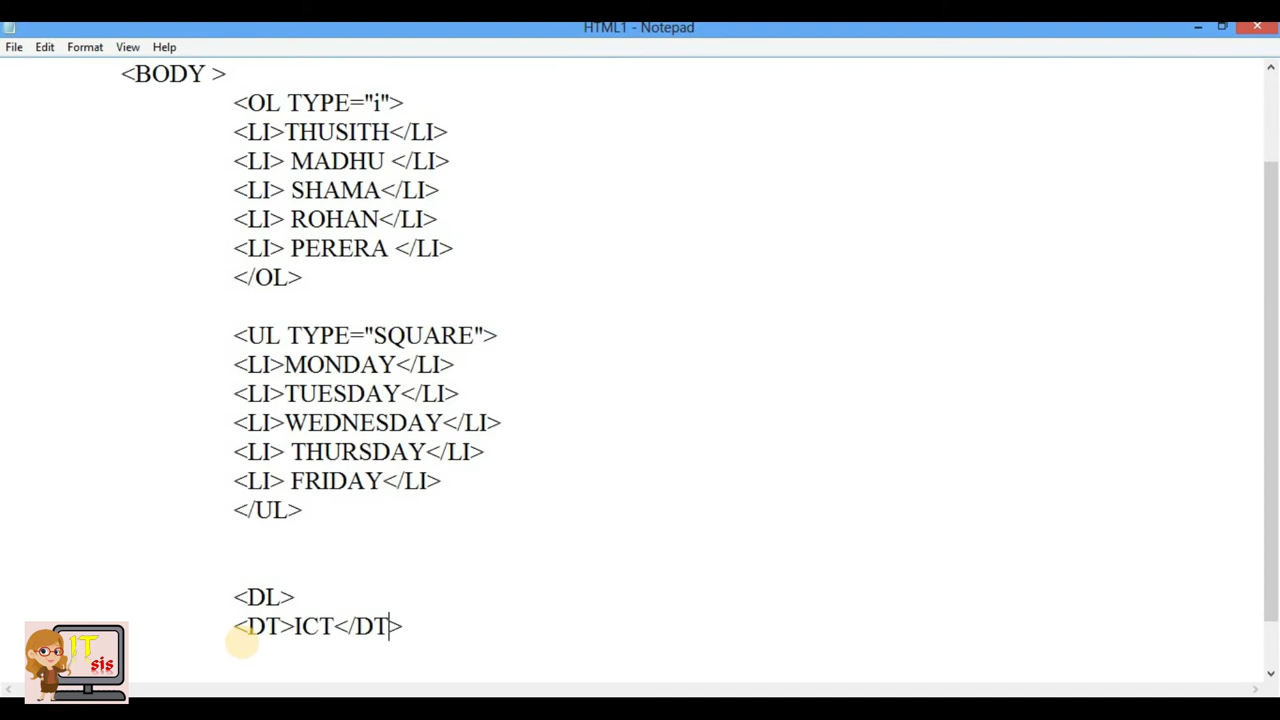 HTML1 - Notepad
File Edit Format View Help
<BODY >
<OL TYPE="i">
<LI>THUSITH</LI>
<LI> MADHU </LI>
<LI> SHAMA</LI>
<LI> ROHAN</LI>
<LI> PERERA </LI>
</OL>
<UL TYPE="SQUARE">
<LI>MONDAY</LI>
<LI>TUESDAY</LI>
<LI>WEDNESDAY</LI>
<LI> THURSDAY</LI>
<LI> FRIDAY</LI>
</UL>
<DL>
<DT>ICT</DT>
IT
sis